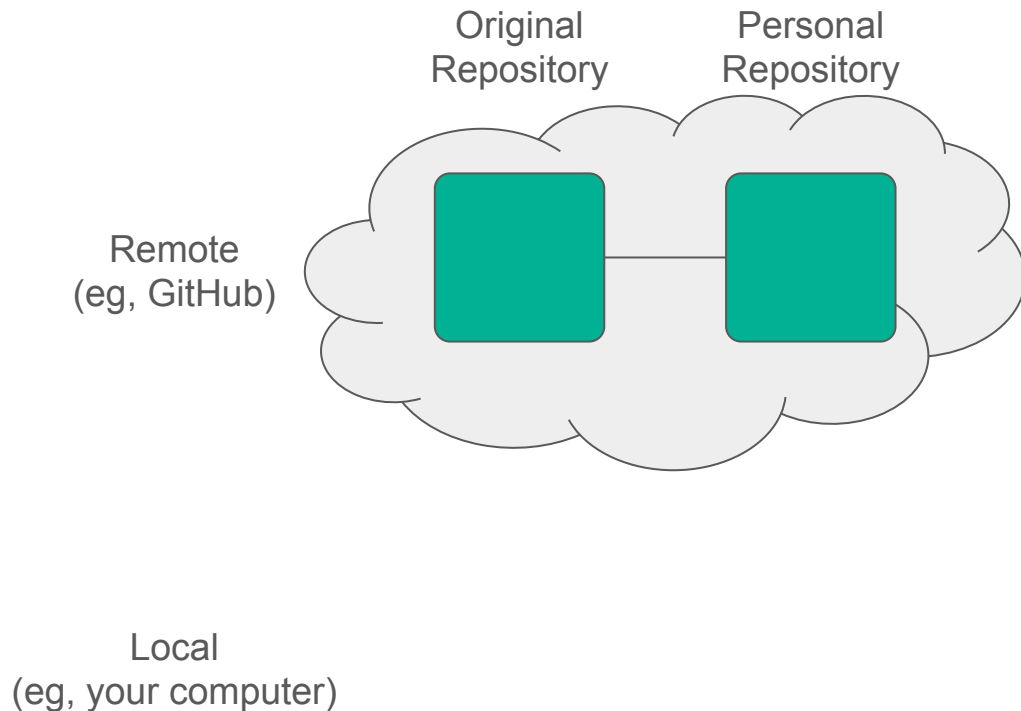 Original
Repository
Personal
Repository
Remote
(eg, GitHub)
Local
(eg, your computer)